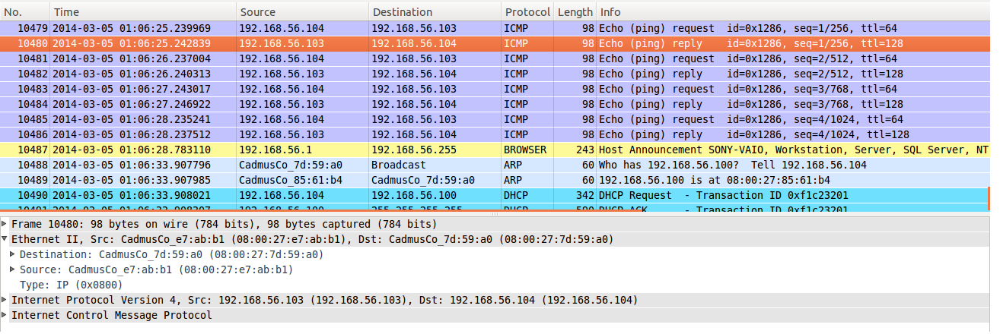 No. Time Source Destination Protocol Length Info
10479 2014-03-05 01:06:25.239969 192.168.56.104 192.168.56.103 ICMP 98 Echo (ping) request id=0x1286, seq=1/256, ttl=64
10480 2014-03-05 01:06:25.242839 192.168.56.103 192.168.56.104 ICMP 98 Echo (ping) reply id=0x1286, seq=1/256, ttl=128
10481 2014-03-05 01:06:26.237004 192.168.56.104 192.168.56.103 ICMP 98 Echo (ping) request id=0x1286, seq=2/512, ttl=64
10482 2014-03-05 01:06:26.240313 192.168.56.103 192.168.56.104 ICMP 98 Echo (ping) reply id=0x1286, seq=2/512, ttl=128
10483 2014-03-05 01:06:27.243017 192.168.56.104 192.168.56.103 ICMP 98 Echo (ping) request id=0x1286, seq=3/768, ttl=64
10484 2014-03-05 01:06:27.246922 192.168.56.103 192.168.56.104 ICMP 98 Echo (ping) reply id=0x1286, seq=3/768, ttl=128
10485 2014-03-05 01:06:28.235241 192.168.56.104 192.168.56.103 ICMP 98 Echo (ping) request id=0x1286, seq=4/1024, ttl=64
10486 2014-03-05 01:06:28.237512 192.168.56.103 192.168.56.104 ICMP 98 Echo (ping) reply id=0x1286, seq=4/1024, ttl=128
10487 2014-03-05 01:06:28.783110 192.168.56.1 192.168.56.255 BROWSER 243 Host Announcement SONY-VAIO, Workstation, Server, SQL Server, NT
10488 2014-03-05 01:06:33.907796 CadmusCo_7d:59:a0 Broadcast ARP 60 Who has 192.168.56.100? Tell 192.168.56.104
10489 2014-03-05 01:06:33.907985 CadmusCo_85:61:b4 CadmusCo_7d:59:a0 ARP 60 192.168.56.100 is at 08:00:27:85:61:b4
10490 2014-03-05 01:06:33.908021 192.168.56.104 192.168.56.100 DHCP 342 DHCP Request - Transaction ID 0xf1c23201
10491 2014-03-05 192.168.56.100 255.255.255.255 DHCP 590 DHCP ACK - Transaction ID 0xf1c23201
Frame 10480: 98 bytes on wire (784 bits), 98 bytes captured (784 bits)
Ethernet II, Src: CadmusCo_e7:ab:b1 (08:00:27:e7:ab:b1), Dst: CadmusCo_7d:59:a0 (08:00:27:7d:59:a0)
Destination: CadmusCo_7d:59:a0 (08:00:27:7d:59:a0)
Source: CadmusCo_e7:ab:b1 (08:00:27:e7:ab:b1)
Type: IP (0x0800)
Internet Protocol Version 4, Src: 192.168.56.103 (192.168.56.103), Dst: 192.168.56.104 (192.168.56.104)
Internet Control Message Protocol